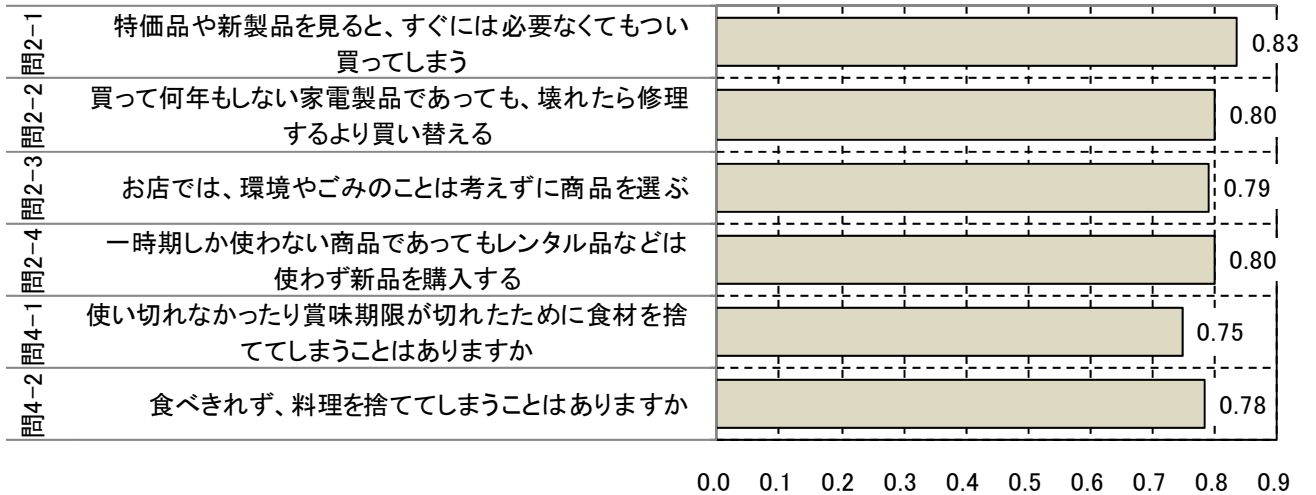 問2-1
特価品や新製品を見ると、すぐには必要なくてもつい
買ってしまう
0.83
問2-2
買って何年もしない家電製品であっても、壊れたら修理
するより買い替える
0.80
問2-3
お店では、環境やごみのことは考えずに商品を選ぶ
0.79
問2-4
一時期しか使わない商品であってもレンタル品などは
使わず新品を購入する
0.80
問4-1
使い切れなかったり賞味期限が切れたために食材を捨
ててしまうことはありますか
0.75
問4-2
食べきれず、料理を捨ててしまうことはありますか
0.78
0.0 0.1 0.2 0.3 0.4 0.5 0.6 0.7 0.8 0.9